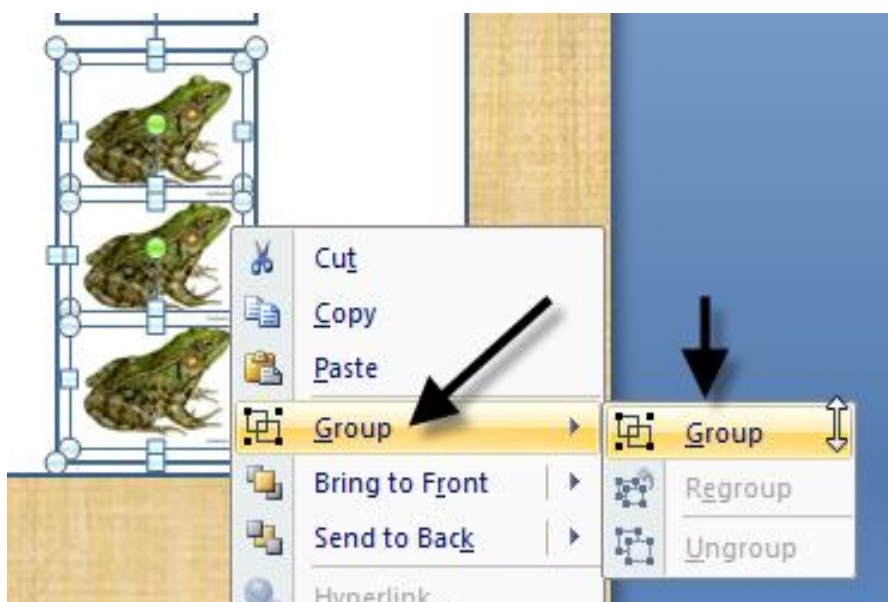 Cut
Copy
Paste
Group
Bring to Front
Send to Back
Hyperlink...
Group
Regroup
Ungroup